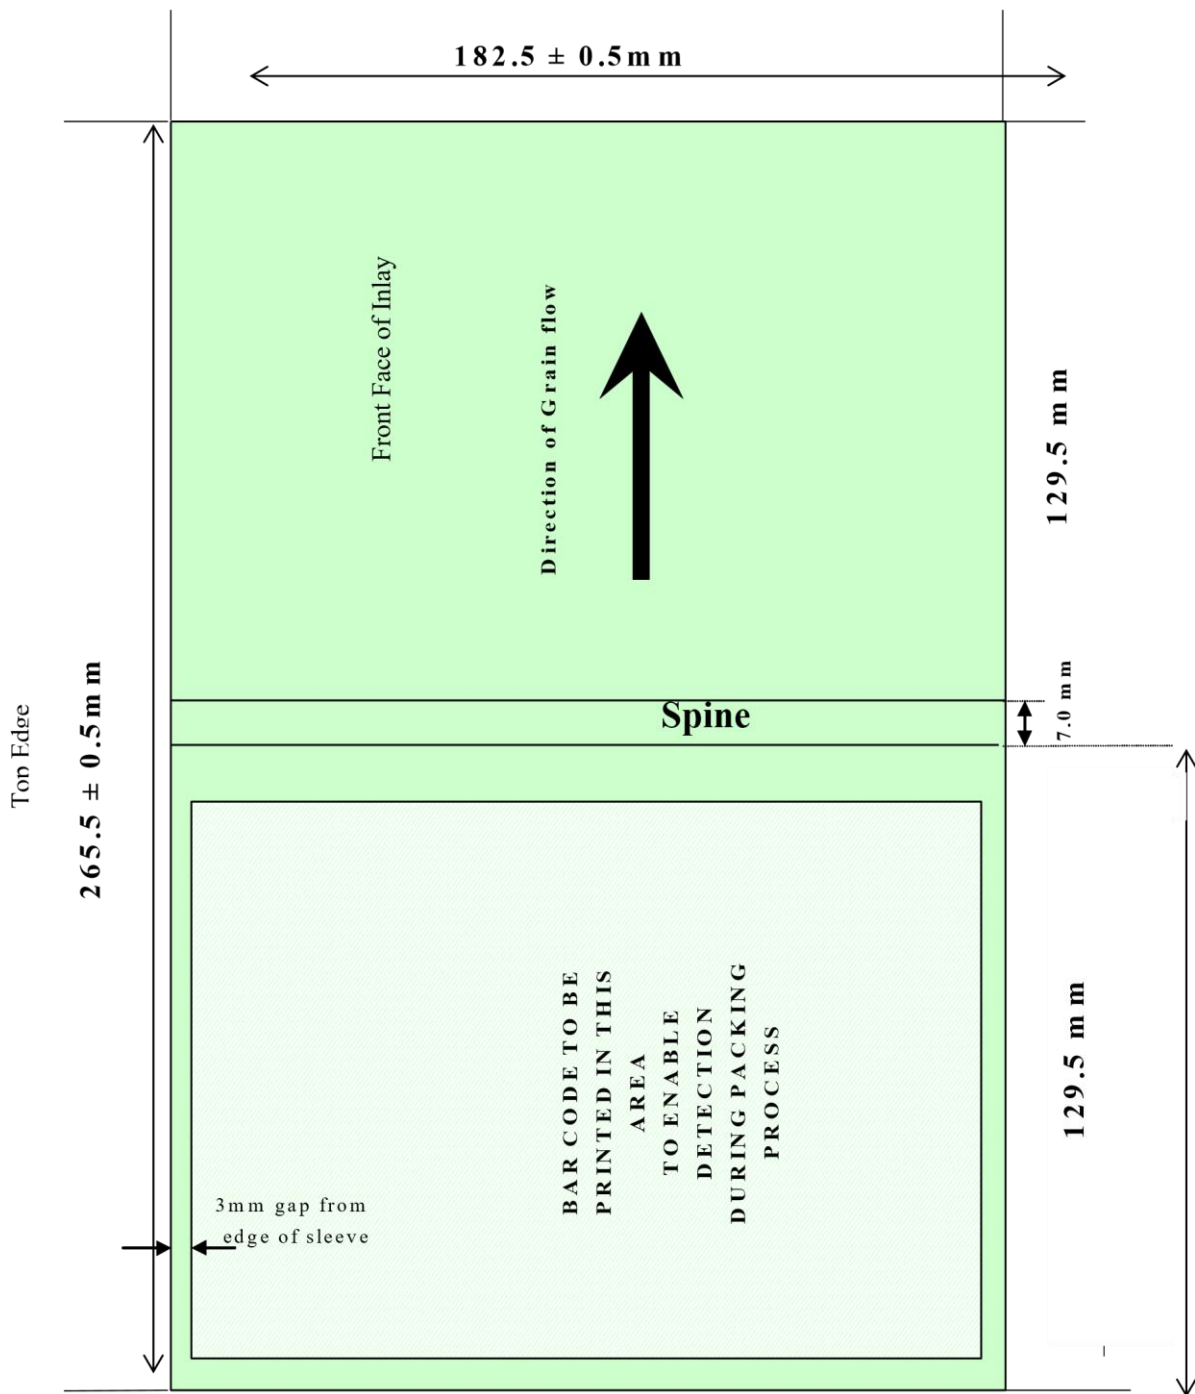 182.5 ± 0.5mm
Front Face of Inlay
Direction of Grain flow
129.5 mm
Top Edge
265.5 ± 0.5mm
Spine
7.0 mm
BAR CODE TO BE
PRINTED IN THIS
AREA
TO ENABLE
DETECTION
DURING PACKING
PROCESS
129.5 mm
3mm gap from
edge of sleeve